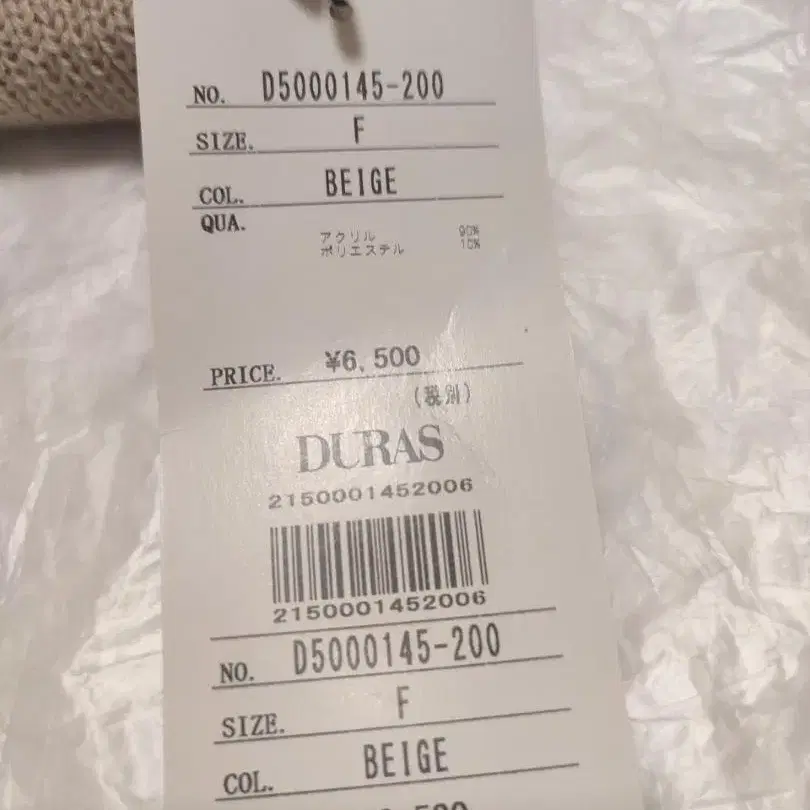 NO. D5000145-200
SIZE. F
COL. BEIGE
QUA.
アクリル 90%
ポリエステル 10%
PRICE. ¥6,500
(税別)
DURAS
2150001452006
2150001452006
NO. D5000145-200
SIZE. F
COL. BEIGE